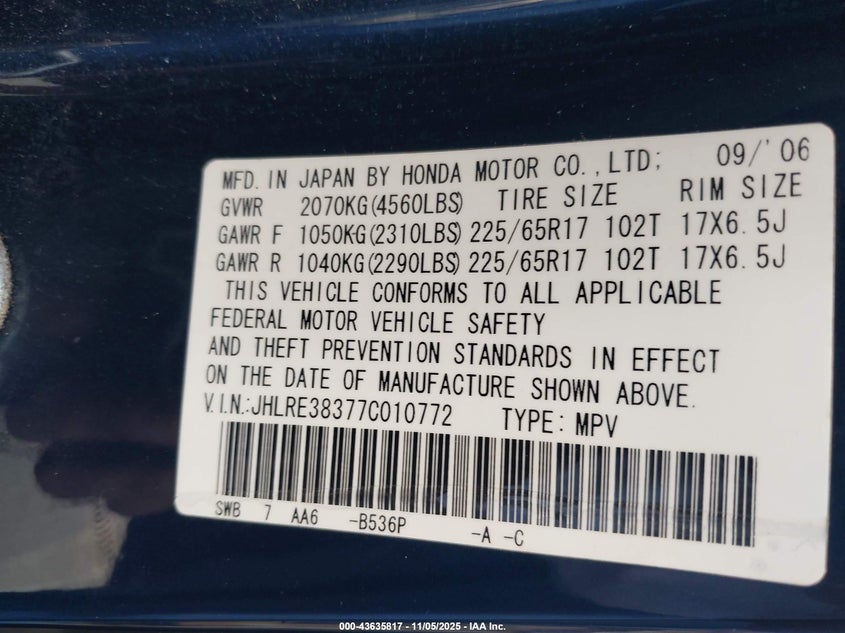 MFD. IN JAPAN BY HONDA MOTOR CO.,LTD; 09/'06
GVWR 2070KG(4560LBS) TIRE SIZE RIM SIZE
GAWR F 1050KG(2310LBS) 225/65R17 102T 17X6.5J
GAWR R 1040KG(2290LBS) 225/65R17 102T 17X6.5J
THIS VEHICLE CONFORMS TO ALL APPLICABLE
FEDERAL MOTOR VEHICLE SAFETY
AND THEFT PREVENTION STANDARDS IN EFFECT
ON THE DATE OF MANUFACTURE SHOWN ABOVE.
V.I.N.:JHLRE38377C010772 TYPE: MPV
SWB 7 AA6 -B536P -A -C
000-43635817 - 11/05/2025 - IAA Inc.